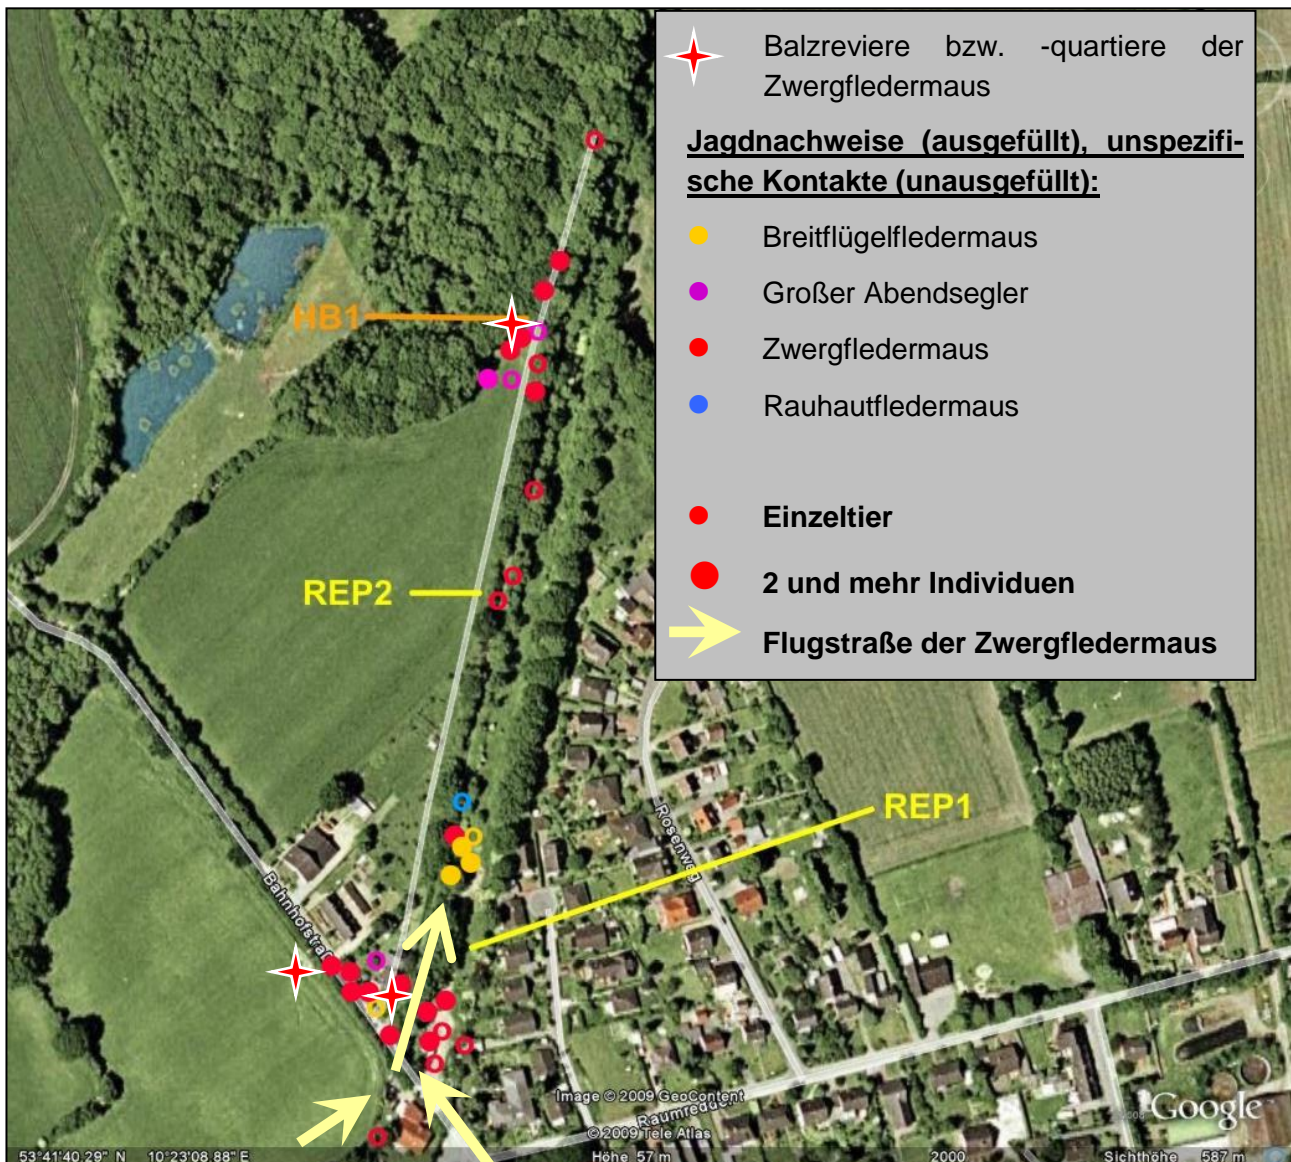 Balzreviere bzw. -quartiere der
Zwergfledermaus
Jagdnachweise (ausgefüllt), unspezifi-
sche Kontakte (unausgefüllt):
Breitflügelfledermaus
Großer Abendsegler
Zwergfledermaus
Rauhautfledermaus
Einzeltier
2 und mehr Individuen
Flugstraße der Zwergfledermaus
HB1
REP2
REP1
Rosenweg
Bahnhofstraß
Image © 2009 GeoContent
Raumredder
© 2009 Tele Atlas
Google
53°41'40.29" N 10°23'08.88" E
Höhe 57 m
2000
Sichthöhe 587 m